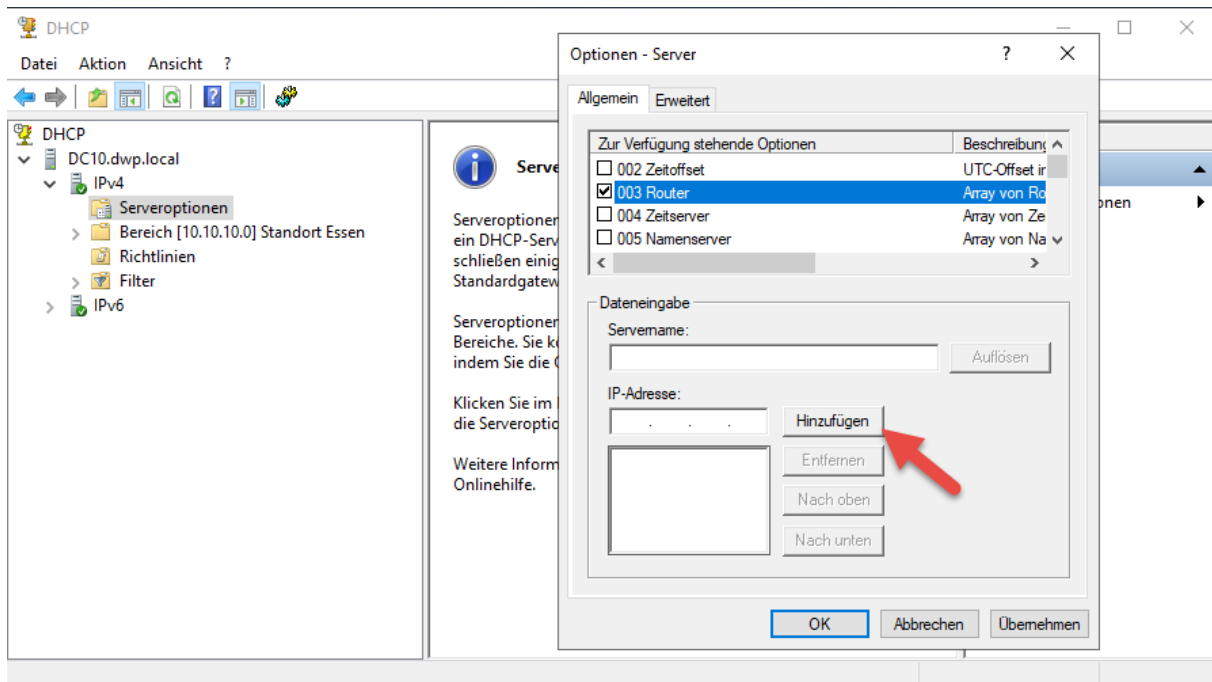 DHCP
Datei Aktion Ansicht ?
DHCP
DC10.dwp.local
IPv4
Serveroptionen
Bereich [10.10.10.0] Standort Essen
Richtlinien
Filter
IPv6
Serve
Serveroptionen
ein DHCP-Serv
schließen einig
Standardgatew
Serveroptionen
Bereiche. Sie kö
indem Sie die
Klicken Sie im
die Serveroptio
Weitere Inform
Onlinehilfe.
onen
Optionen - Server ?
Allgemein Erweitert
Zur Verfügung stehende Optionen Beschreibung
002 Zeitoffset UTC-Offset ir
003 Router Array von Ro
004 Zeitserver Array von Ze
005 Namenserver Array von Na
Dateneingabe
Servername:
Auflösen
IP-Adresse:
. . . Hinzufügen
Entfernen
Nach oben
Nach unten
OK Abbrechen Übernehmen